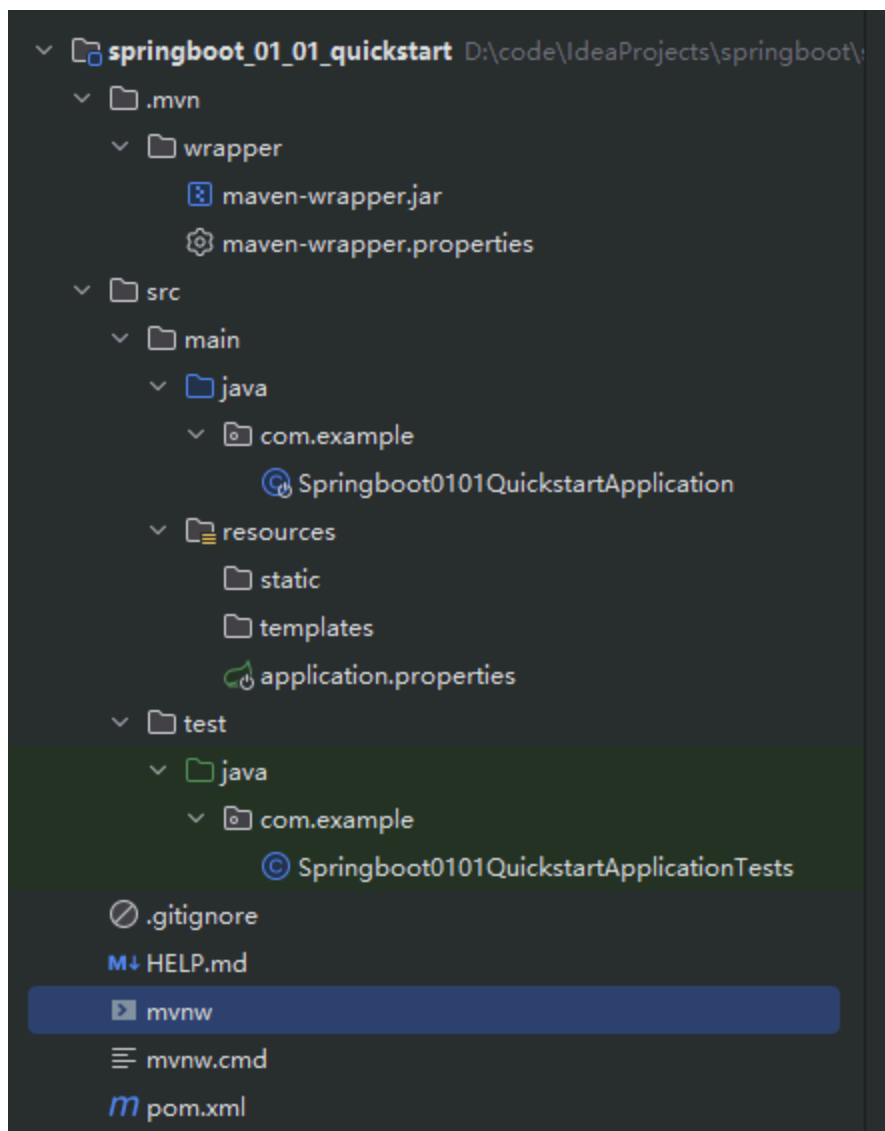 springboot_01_01_quickstart D:\code\IdeaProjects\springboot\
.mvn
wrapper
maven-wrapper.jar
maven-wrapper.properties
src
main
java
com.example
Springboot0101QuickstartApplication
resources
static
templates
application.properties
test
java
com.example
Springboot0101QuickstartApplicationTests
.gitignore
M↓ HELP.md
mvnw
mvnw.cmd
m pom.xml